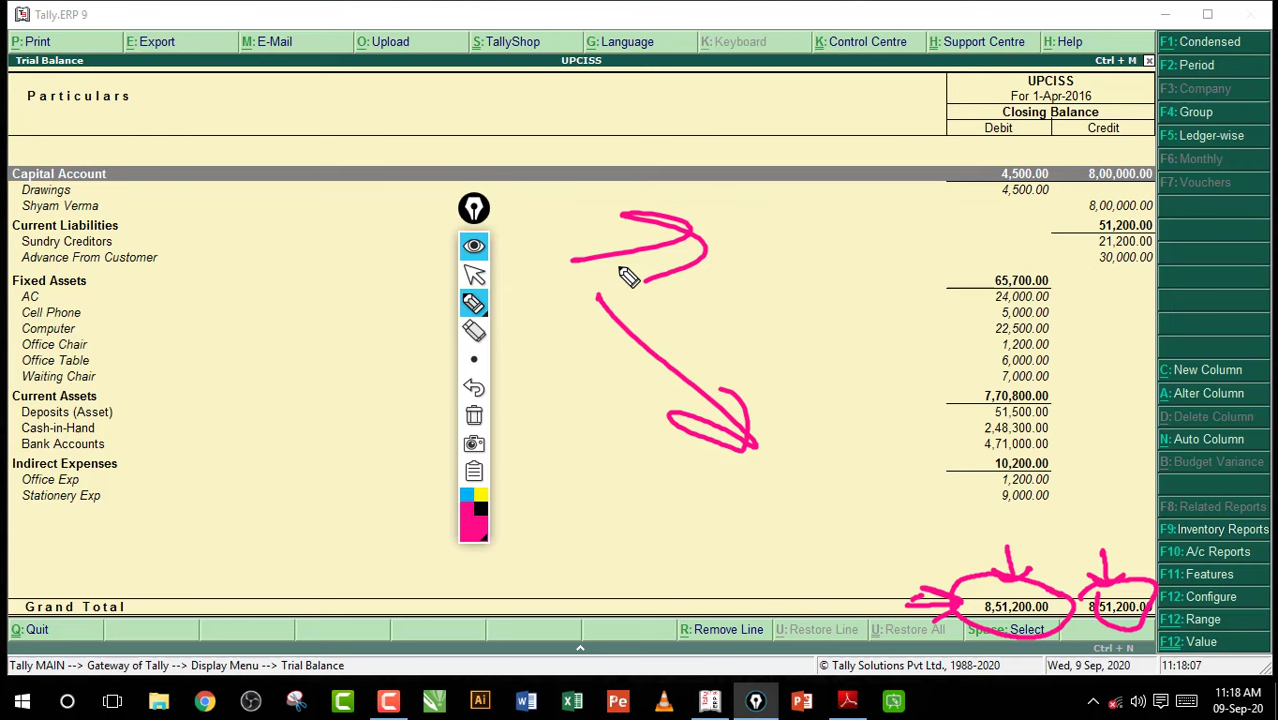 Tally.ERP 9
P: Print E: Export M: E-Mail O: Upload S: TallyShop G: Language K: Keyboard K: Control Centre H: Support Centre H: Help
Trial Balance UPCISS Ctrl + M
Particulars
UPCISS
For 1-Apr-2016
Closing Balance
Debit Credit
Capital Account 4,500.00 8,00,000.00
Drawings 4,500.00
Shyam Verma 8,00,000.00
Current Liabilities 51,200.00
Sundry Creditors 21,200.00
Advance From Customer 30,000.00
Fixed Assets 65,700.00
AC 24,000.00
Cell Phone 5,000.00
Computer 22,500.00
Office Chair 1,200.00
Office Table 6,000.00
Waiting Chair 7,000.00
Current Assets 7,70,800.00
Deposits (Asset) 51,500.00
Cash-in-Hand 2,48,300.00
Bank Accounts 4,71,000.00
Indirect Expenses 10,200.00
Office Exp 1,200.00
Stationery Exp 9,000.00
Grand Total 8,51,200.00 8,51,200.00
F1: Condensed
F2: Period
F3: Company
F4: Group
F5: Ledger-wise
F6: Monthly
F7: Vouchers
C: New Column
A: Alter Column
D: Delete Column
N: Auto Column
B: Budget Variance
F8: Related Reports
F9: Inventory Reports
F10: A/c Reports
F11: Features
F12: Configure
F12: Range
F12: Value
Q: Quit R: Remove Line U: Restore Line U: Restore All Space: Select
Ctrl + N
Tally MAIN --> Gateway of Tally --> Display Menu --> Trial Balance © Tally Solutions Pvt Ltd., 1988-2020 Wed, 9 Sep, 2020 11:18:07
Ai Pe
11:18 AM
09-Sep-20